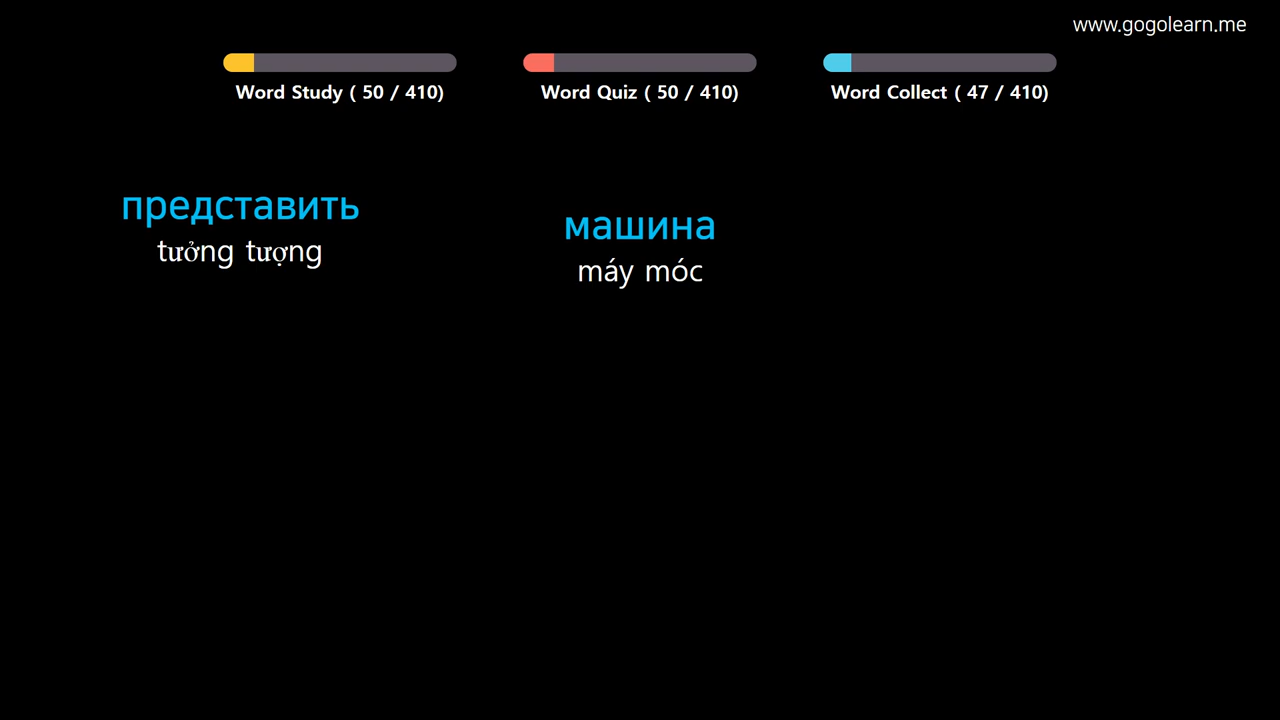 www.gogolearn.me
Word Study ( 50 / 410)
Word Quiz ( 50 / 410)
Word Collect ( 47 / 410)
представить
tưởng tượng
машина
máy móc